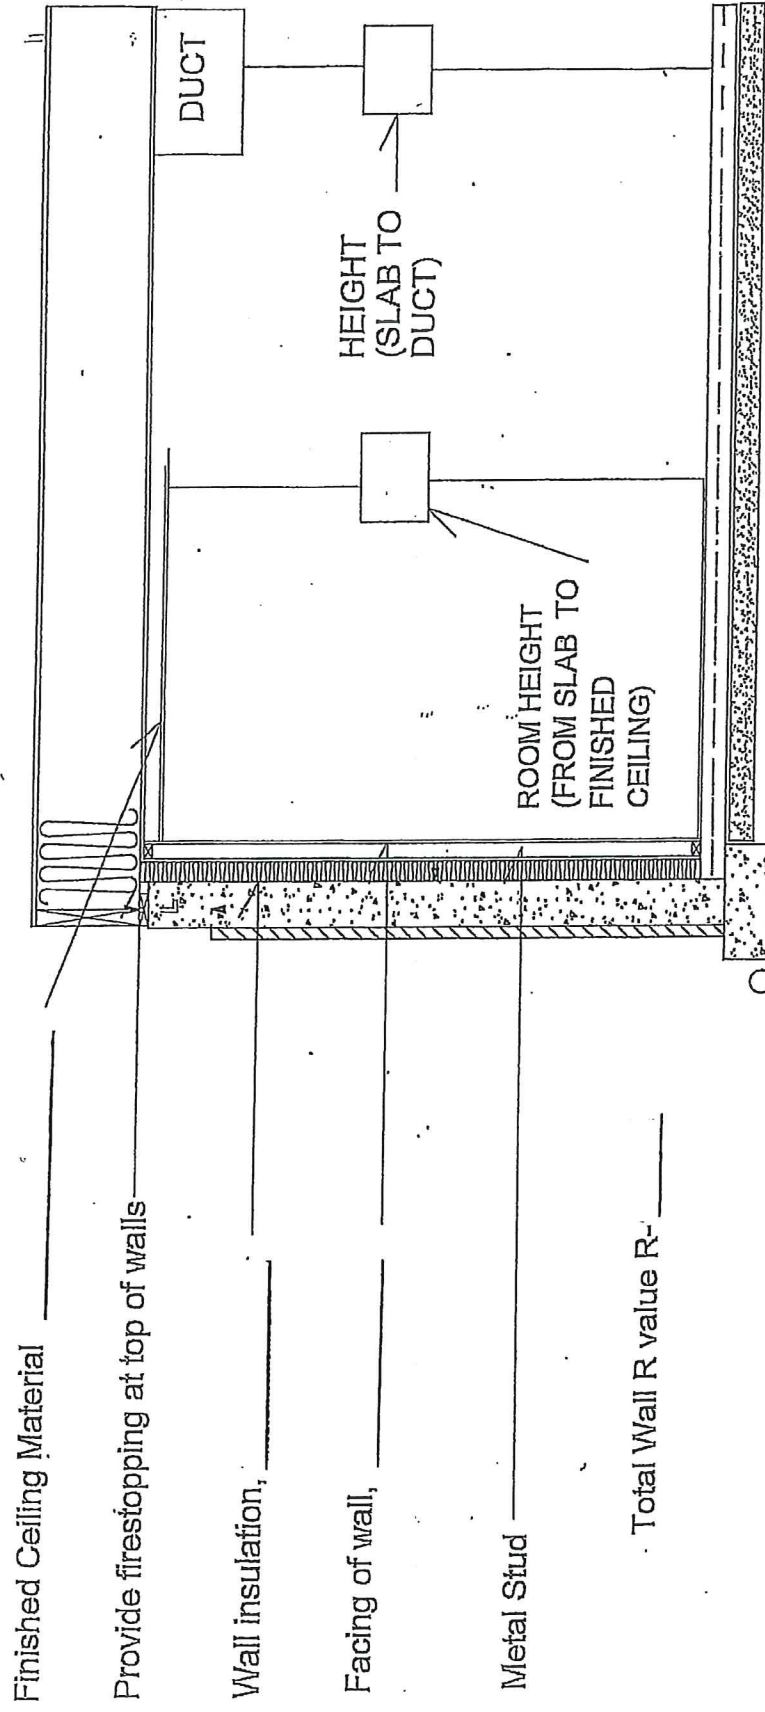 Finished Ceiling Material
Provide firestopping at top of walls
Wall insulation,
Facing of wall,
Metal Stud
Total Wall R value R-
ROOM HEIGHT
(FROM SLAB TO
FINISHED
CEILING)
HEIGHT
(SLAB TO
DUCT)
DUCT